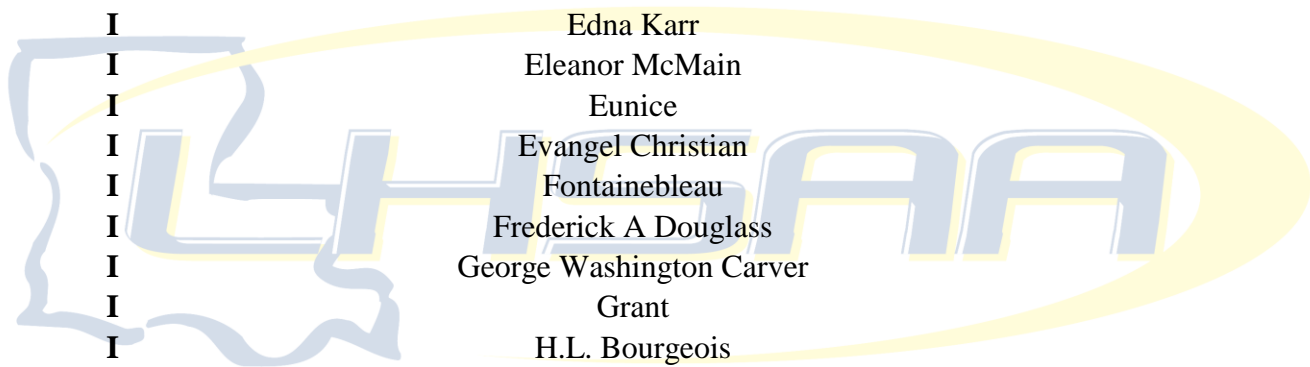 I Edna Karr
I Eleanor McMain
I Eunice
I Evangel Christian
I Fontainebleau
I Frederick A Douglass
I George Washington Carver
I Grant
I H.L. Bourgeois
LHSAA